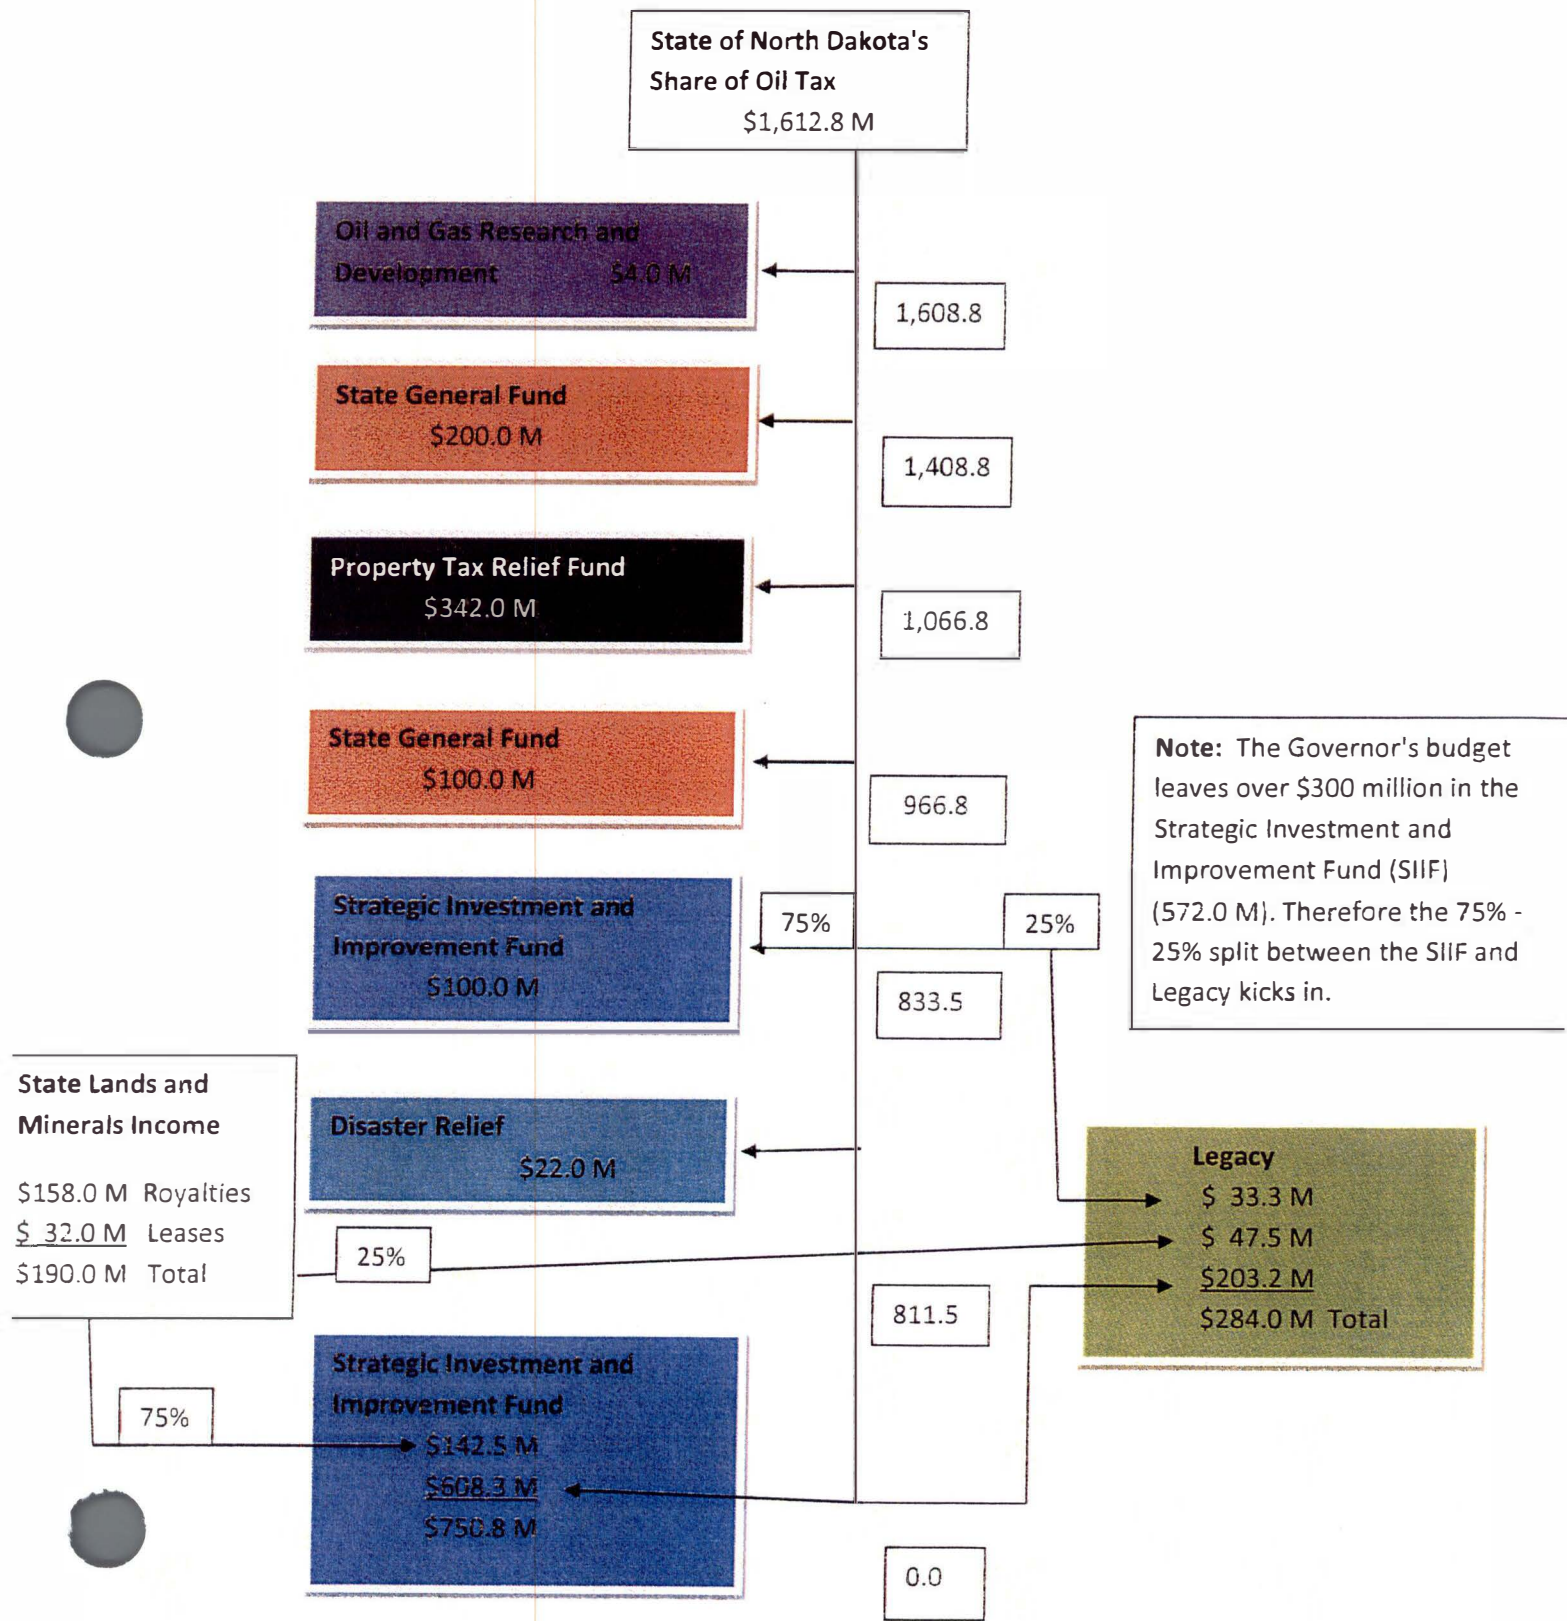 State of North Dakota's
Share of Oil Tax
$1,612.8 M
Oil and Gas Research and
Development $4.0 M
1,608.8
State General Fund
$200.0 M
1,408.8
Property Tax Relief Fund
$342.0 M
1,066.8
State General Fund
$100.0 M
966.8
Note: The Governor's budget
leaves over $300 million in the
Strategic Investment and
Improvement Fund (SIIF)
(572.0 M). Therefore the 75% -
25% split between the SIIF and
Legacy kicks in.
Strategic Investment and
Improvement Fund
$100.0 M
75%
25%
833.5
State Lands and
Minerals Income
$158.0 M Royalties
$ 32.0 M Leases
$190.0 M Total
Disaster Relief
$22.0 M
Legacy
$ 33.3 M
$ 47.5 M
$203.2 M
$284.0 M Total
25%
811.5
Strategic Investment and
Improvement Fund
$142.5 M
$608.3 M
$750.8 M
75%
0.0